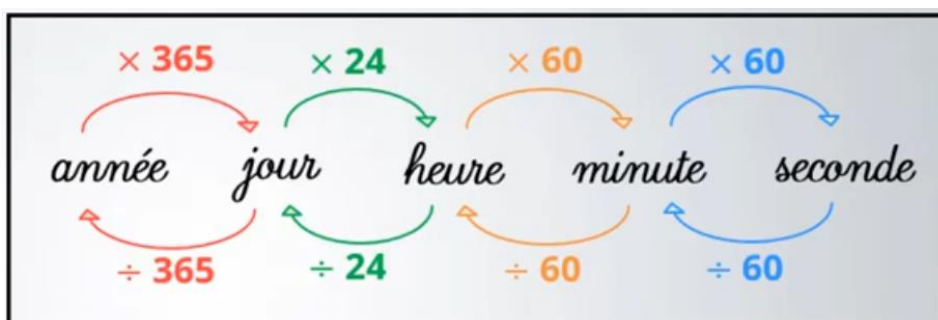 × 365 × 24 × 60 × 60
année jour heure minute seconde
÷ 365 ÷ 24 ÷ 60 ÷ 60